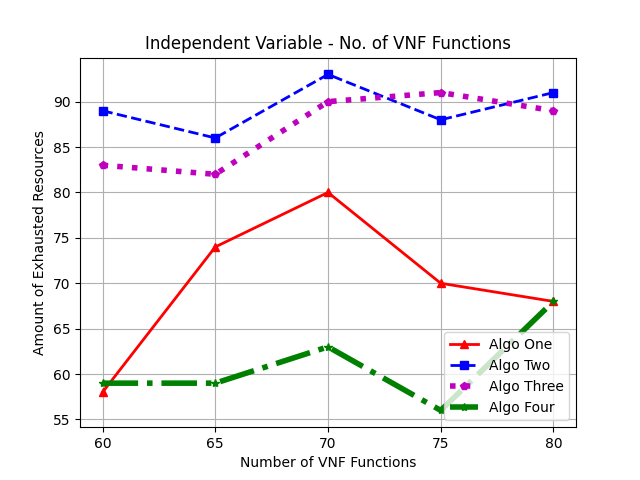 Independent Variable - No. of VNF Functions
Amount of Exhausted Resources
90
85
80
75
70
65
60
55
60 65 70 75 80
Number of VNF Functions
Algo One
Algo Two
Algo Three
Algo Four